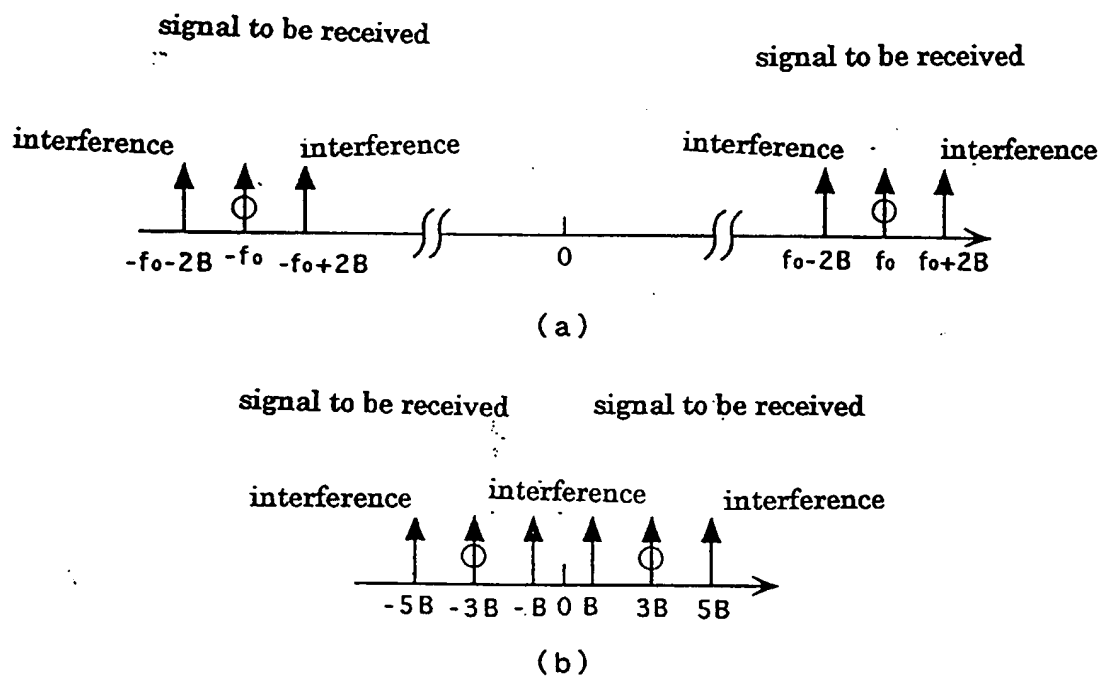 signal to be received
signal to be received
interference interference interference interference
-fo-2B -fo -fo+2B 0 fo-2B fo fo+2B
(a)
signal to be received signal to be received
interference interference interference
-5B -3B -B 0 B 3B 5B
(b)